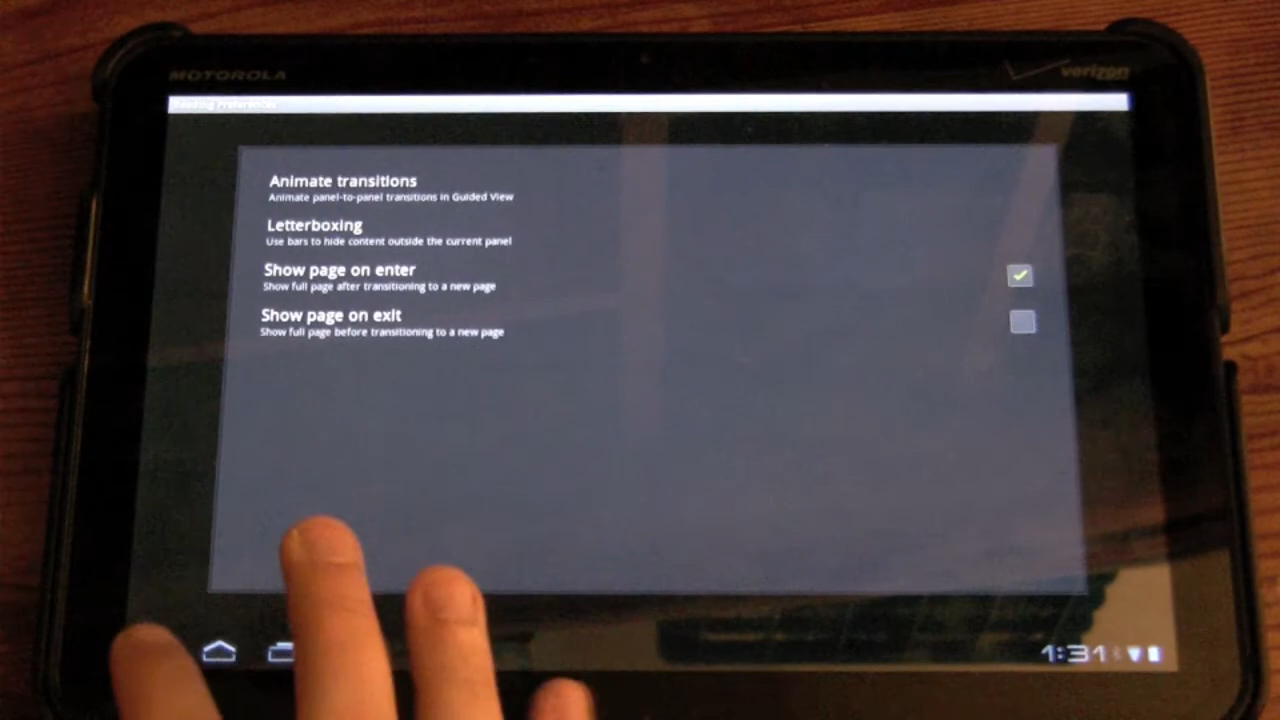 MOTOROLA
verizon
Reading Preferences
Animate transitions
Animate panel-to-panel transitions in Guided View
Letterboxing
Use bars to hide content outside the current panel
Show page on enter
Show full page after transitioning to a new page
Show page on exit
Show full page before transitioning to a new page
1:31